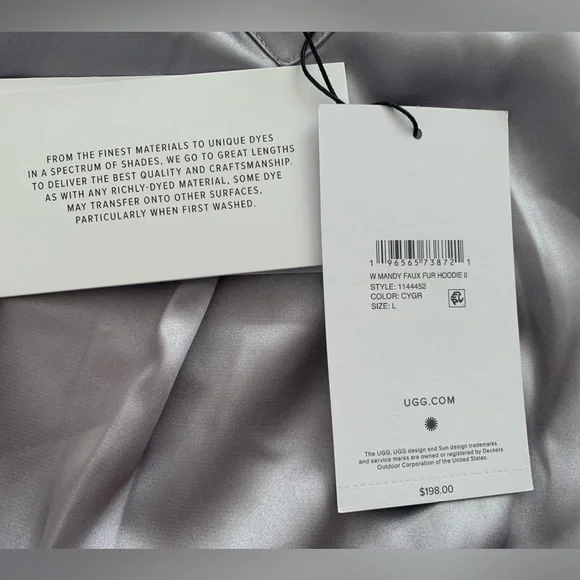 FROM THE FINEST MATERIALS TO UNIQUE DYES
IN A SPECTRUM OF SHADES, WE GO TO GREAT LENGTHS
TO DELIVER THE BEST QUALITY AND CRAFTSMANSHIP.
AS WITH ANY RICHLY-DYED MATERIAL, SOME DYE
MAY TRANSFER ONTO OTHER SURFACES,
PARTICULARLY WHEN FIRST WASHED.
1 96565 73872 1
W MANDY FAUX FUR HOODIE II
STYLE: 1144452
COLOR: CYGR
SIZE: L
UGG.COM
The UGG, UGG design and Sun design trademarks
and service marks are owned or registered by Deckers
Outdoor Corporation of the United States.
$198.00